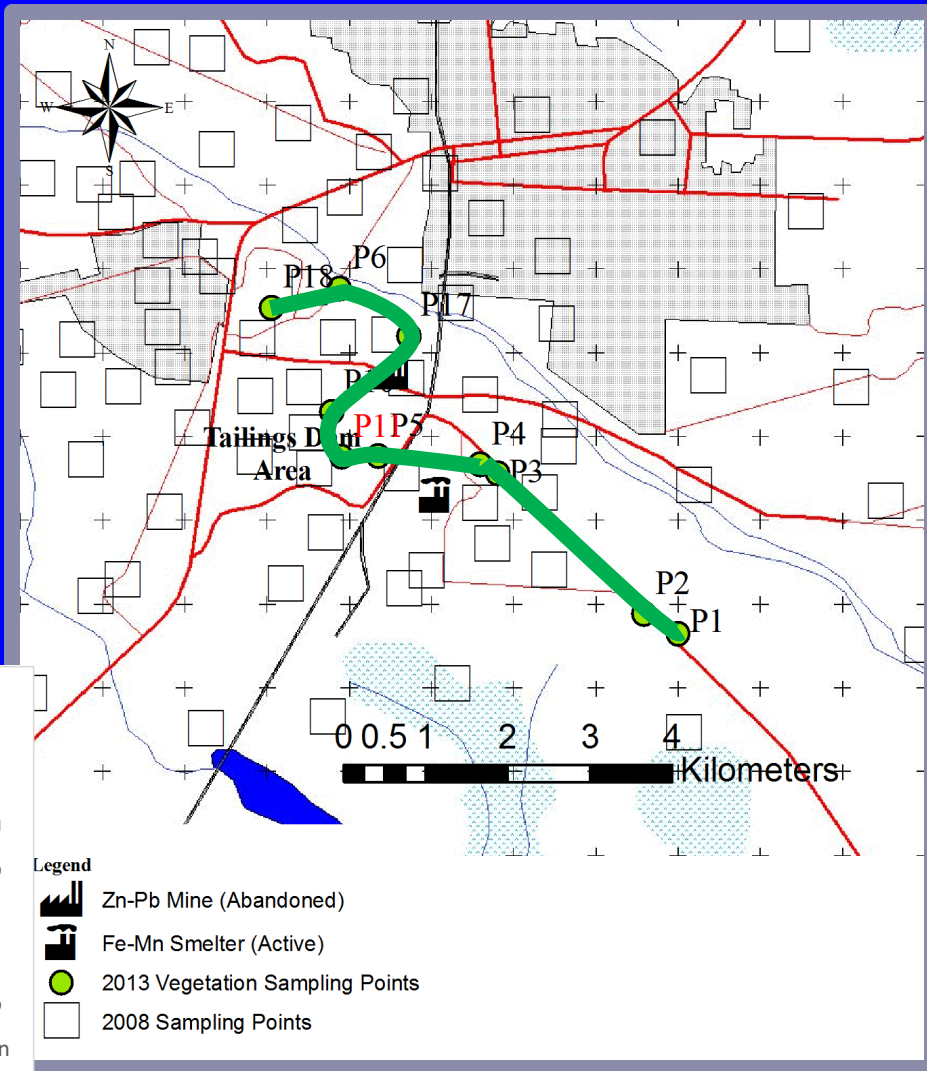 N
W E
S
P6
P18
P17
P5
P4
Tailings Dam
P3
Area
P2
P1
0 0.5 1 2 3 4
Kilometers
Legend
Zn-Pb Mine (Abandoned)
Fe-Mn Smelter (Active)
2013 Vegetation Sampling Points
2008 Sampling Points
n